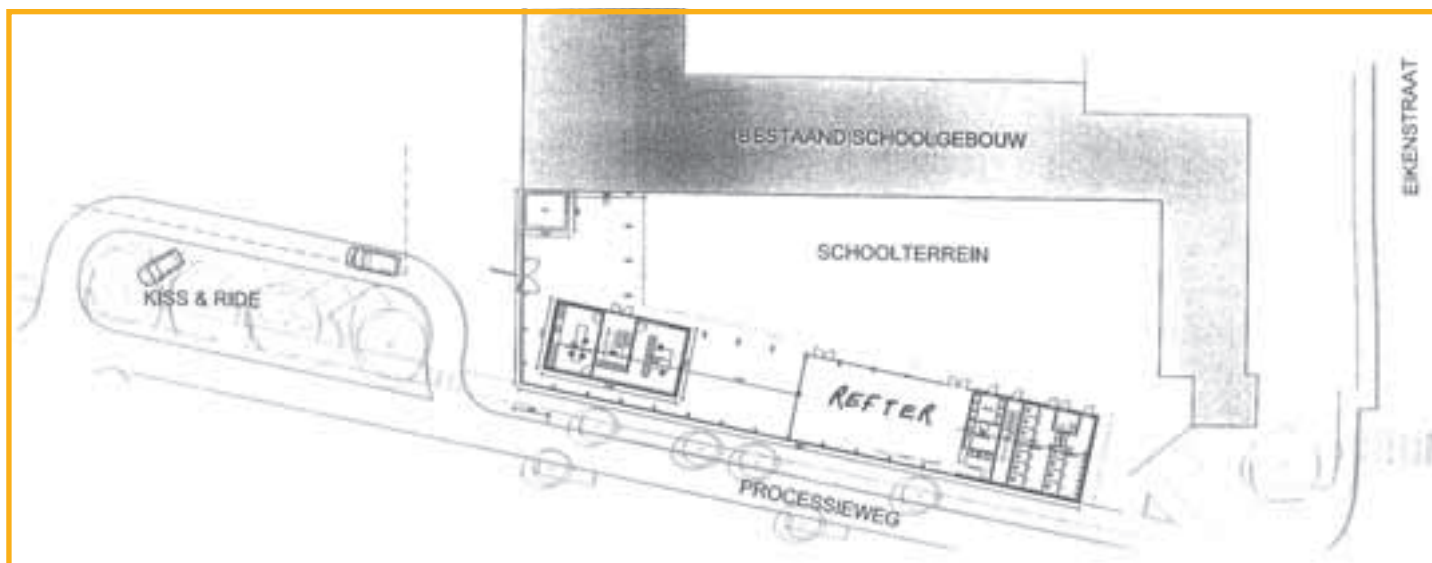 EIKENSTRAAT
BESTAAND SCHOOLGEBOUW
SCHOOLTERREIN
KISS & RIDE
REFTER
PROCESSIEWEG